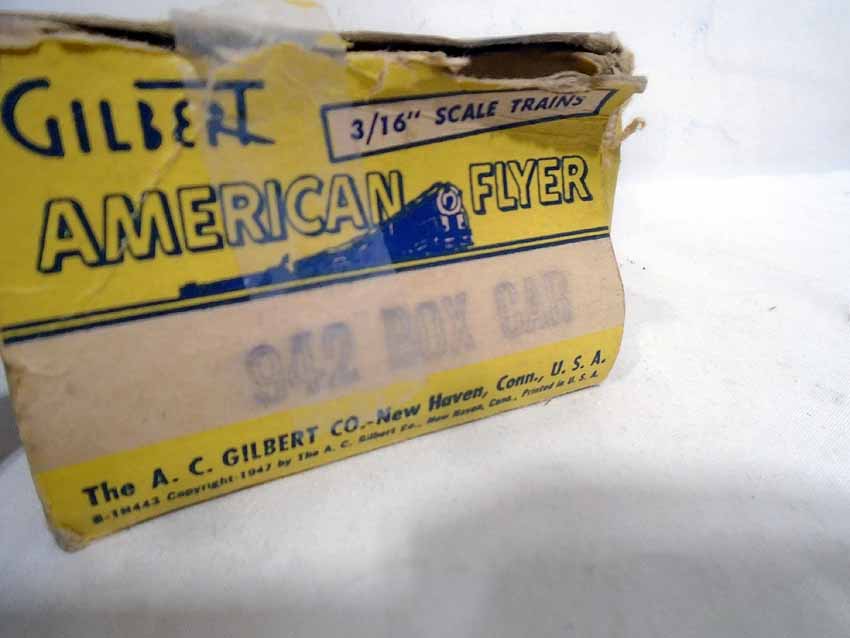 GILBERT
3/16" SCALE TRAINS
AMERICAN FLYER
942 BOX CAR
The A. C. GILBERT CO.-New Haven, Conn., U. S. A.
B-1N443 Copyright 1947 by The A. C. Gilbert Co., New Haven, Conn., Printed in U. S. A.